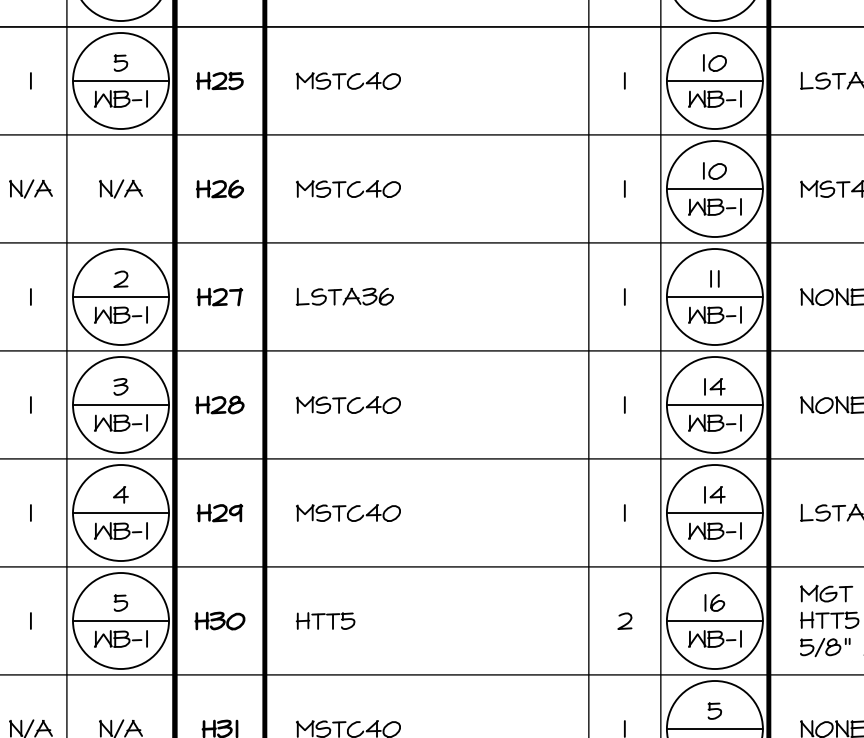 1 5 WB-1 H25 MSTC40 1 10 WB-1 LSTA
N/A N/A H26 MSTC40 1 10 WB-1 MST4
1 2 WB-1 H27 LSTA36 1 11 WB-1 NONE
1 3 WB-1 H28 MSTC40 1 14 WB-1 NONE
1 4 WB-1 H29 MSTC40 1 14 WB-1 LSTA
1 5 WB-1 H30 HTT5 2 16 WB-1 MGT
HTT5
5/8"
N/A N/A H31 MSTC40 1 5 NONE